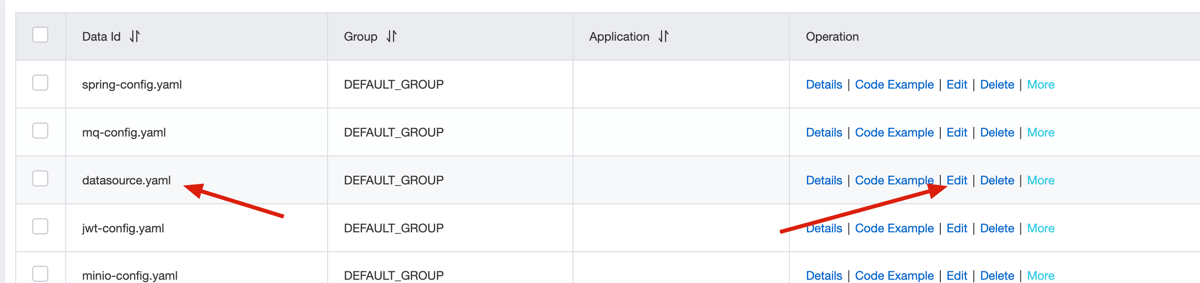 Data Id Group Application Operation
spring-config.yaml DEFAULT_GROUP Details | Code Example | Edit | Delete | More
mq-config.yaml DEFAULT_GROUP Details | Code Example | Edit | Delete | More
datasource.yaml DEFAULT_GROUP Details | Code Example | Edit | Delete | More
jwt-config.yaml DEFAULT_GROUP Details | Code Example | Edit | Delete | More
minio-config.yaml DEFAULT_GROUP Details | Code Example | Edit | Delete | More